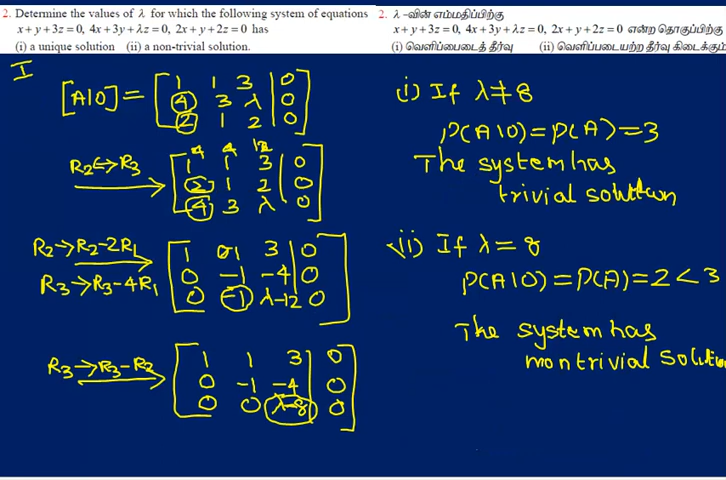 2. Determine the values of λ for which the following system of equations
x + y + 3z = 0, 4x + 3y + λz = 0, 2x + y + 2z = 0 has
(i) a unique solution (ii) a non-trivial solution.
2. λ -வின் எம்மதிப்பிற்கு
x + y + 3z = 0, 4x + 3y + λz = 0, 2x + y + 2z = 0 என்ற தொகுப்பிற்கு
(i) வெளிப்படைத் தீர்வு (ii) வெளிப்படையற்ற தீர்வு கிடைக்கும்
I
[A|0] = [ 1 1 3 | 0
4 3 λ | 0
2 1 2 | 0 ]
4 4 12
R2↔R3 → [ 1 1 3 | 0
2 1 2 | 0
4 3 λ | 0 ]
R2→R2-2R1
R3→R3-4R1
[ 1 1 3 | 0
0 -1 -4 | 0
0 -1 λ-12 | 0 ]
R3→R3-R2 → [ 1 1 3 | 0
0 -1 -4 | 0
0 0 λ-8 | 0 ]
(i) If λ≠8
ρ(A|0) = ρ(A) = 3
The system has
trivial solution
(ii) If λ = 8
ρ(A|0) = ρ(A) = 2 < 3
The system has
nontrivial solution